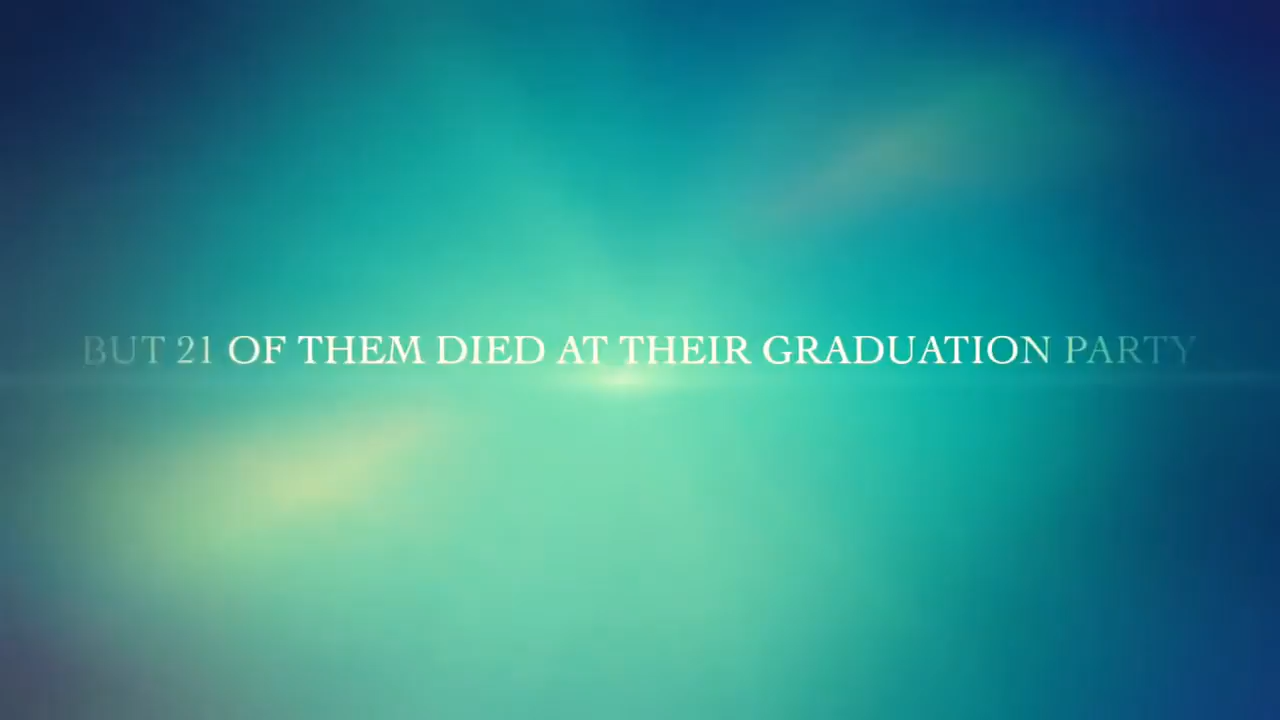 BUT 21 OF THEM DIED AT THEIR GRADUATION PARTY